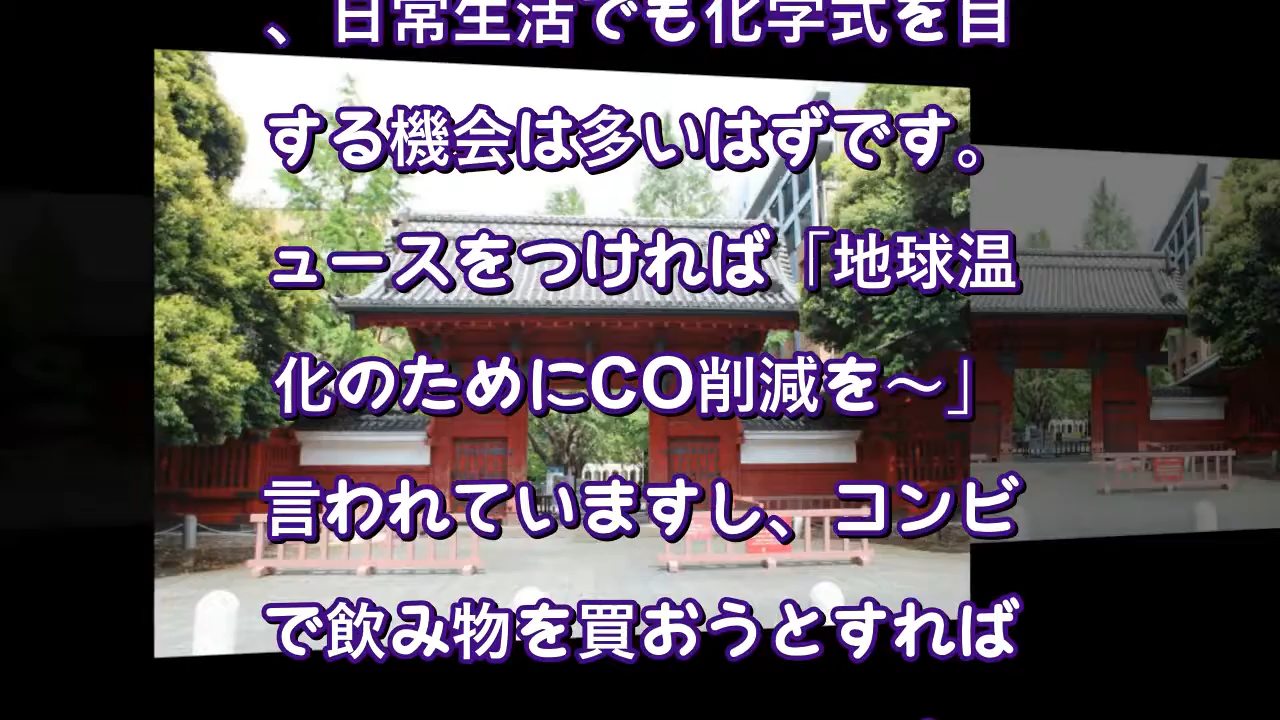 、日常生活でも化学式を目
する機会は多いはずです。
ュースをつければ「地球温
化のためにCO削減を～」
言われていますし、コンビ
で飲み物を買おうとすれば